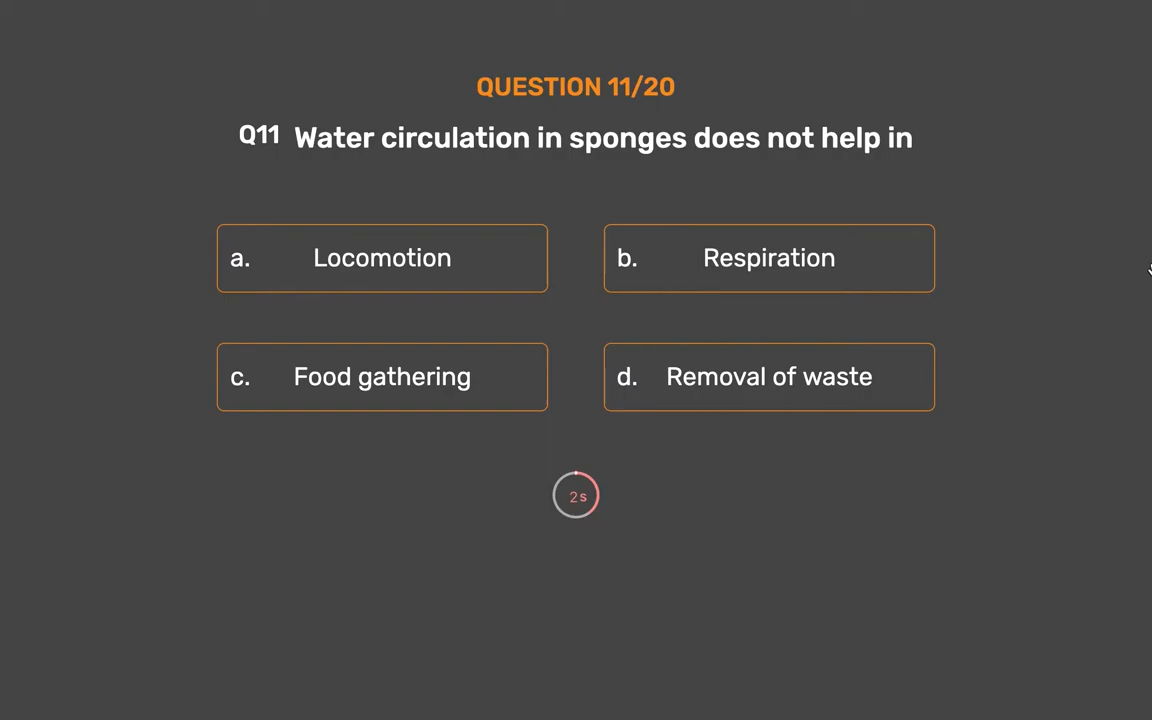 QUESTION 11/20
Q11 Water circulation in sponges does not help in
a. Locomotion
b. Respiration
c. Food gathering
d. Removal of waste
2s